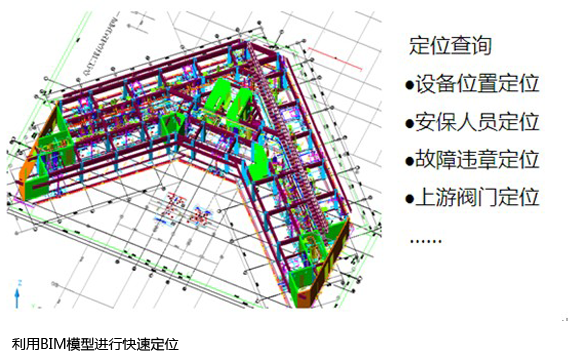 定位查询
●设备位置定位
●安保人员定位
●故障违章定位
●上游阀门定位
......
利用BIM模型进行快速定位